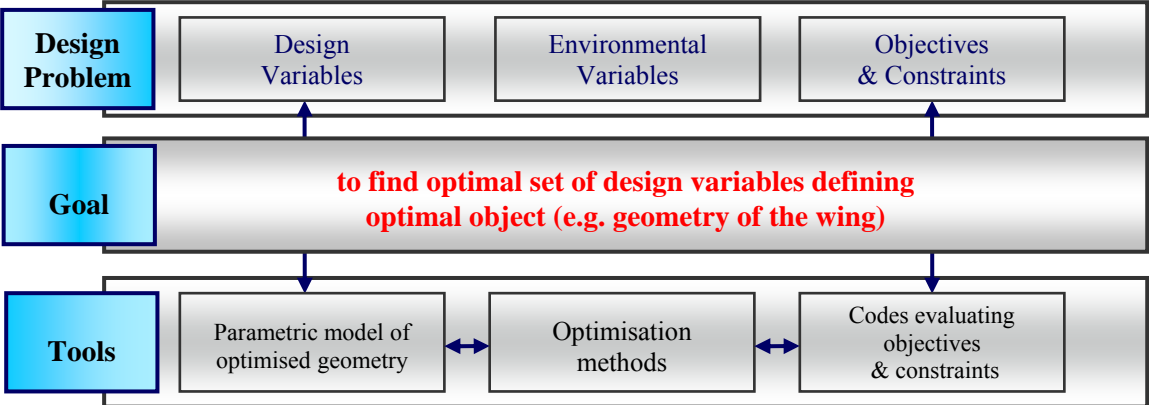 Design
Problem
Design
Variables
Environmental
Variables
Objectives
& Constraints
Goal
to find optimal set of design variables defining
optimal object (e.g. geometry of the wing)
Tools
Parametric model of
optimised geometry
Optimisation
methods
Codes evaluating
objectives
& constraints